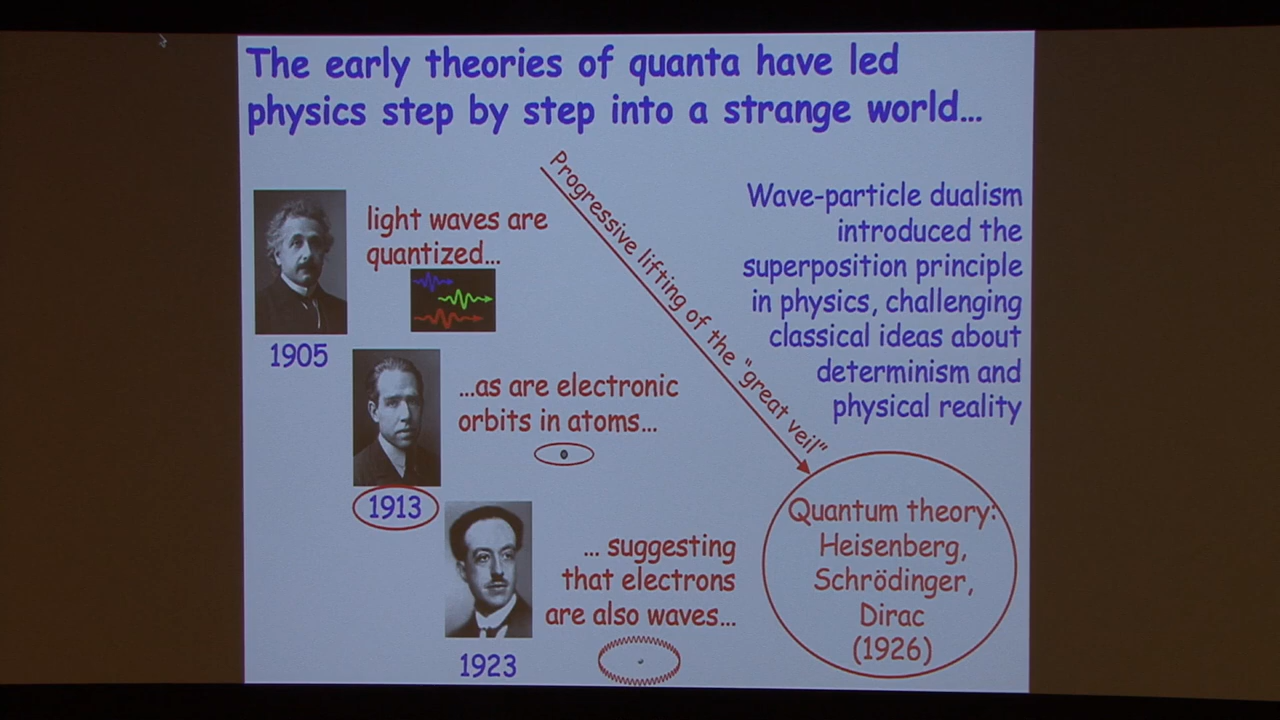 The early theories of quanta have led
physics step by step into a strange world...
Progressive lifting of the "great veil"
light waves are
quantized...
1905
Wave-particle dualism
introduced the
superposition principle
in physics, challenging
classical ideas about
determinism and
physical reality
...as are electronic
orbits in atoms...
1913
... suggesting
that electrons
are also waves...
1923
Quantum theory:
Heisenberg,
Schrödinger,
Dirac
(1926)